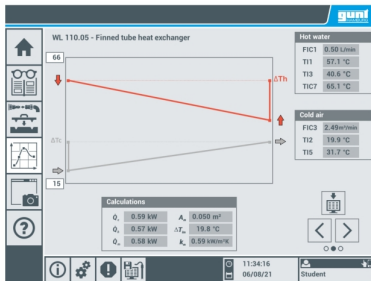 gunt
WL 110.05 - Finned tube heat exchanger
66
ΔTh
ΔTc
15
Hot water
FIC1 0.50 L/min
TI1 57.1 °C
TI3 40.6 °C
TIC7 65.1 °C
Cold air
FIC3 2.49m³/min
TI2 19.9 °C
TI5 31.7 °C
Calculations
0.59 kW 0.050 m²
0.57 kW 19.8 °C
0.58 kW 0.59 kW/m²K
11:34:16
06/08/21
Student